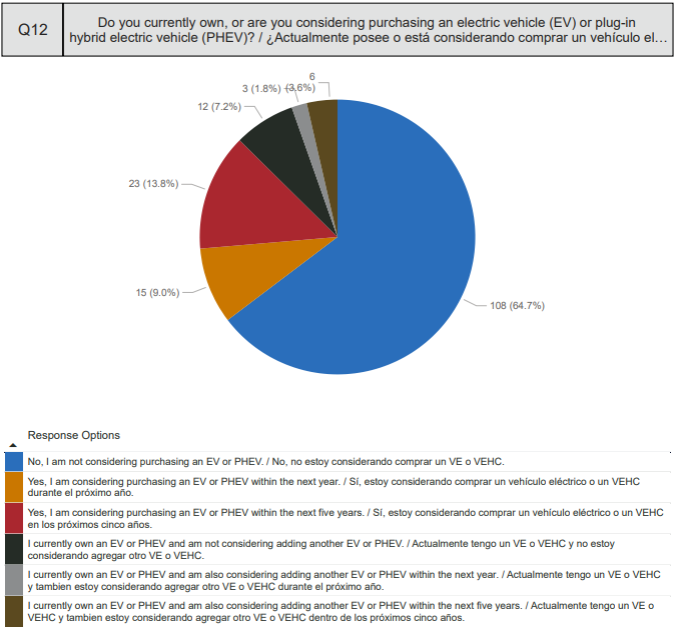 Q12
Do you currently own, or are you considering purchasing an electric vehicle (EV) or plug-in
hybrid electric vehicle (PHEV)? / ¿Actualmente posee o está considerando comprar un vehículo el…
6
3 (1.8%) (3.6%)
12 (7.2%)
23 (13.8%)
15 (9.0%)
108 (64.7%)
Response Options
No, I am not considering purchasing an EV or PHEV. / No, no estoy considerando comprar un VE o VEHC.
Yes, I am considering purchasing an EV or PHEV within the next year. / Sí, estoy considerando comprar un vehículo eléctrico o un VEHC
durante el próximo año.
Yes, I am considering purchasing an EV or PHEV within the next five years. / Sí, estoy considerando comprar un vehículo eléctrico o un VEHC
en los próximos cinco años.
I currently own an EV or PHEV and am not considering adding another EV or PHEV. / Actualmente tengo un VE o VEHC y no estoy
considerando agregar otro VE o VEHC.
I currently own an EV or PHEV and am also considering adding another EV or PHEV within the next year. / Actualmente tengo un VE o VEHC
y tambien estoy considerando agregar otro VE o VEHC durante el próximo año.
I currently own an EV or PHEV and am also considering adding another EV or PHEV within the next five years. / Actualmente tengo un VE o
VEHC y tambien estoy considerando agregar otro VE o VEHC dentro de los próximos cinco años.